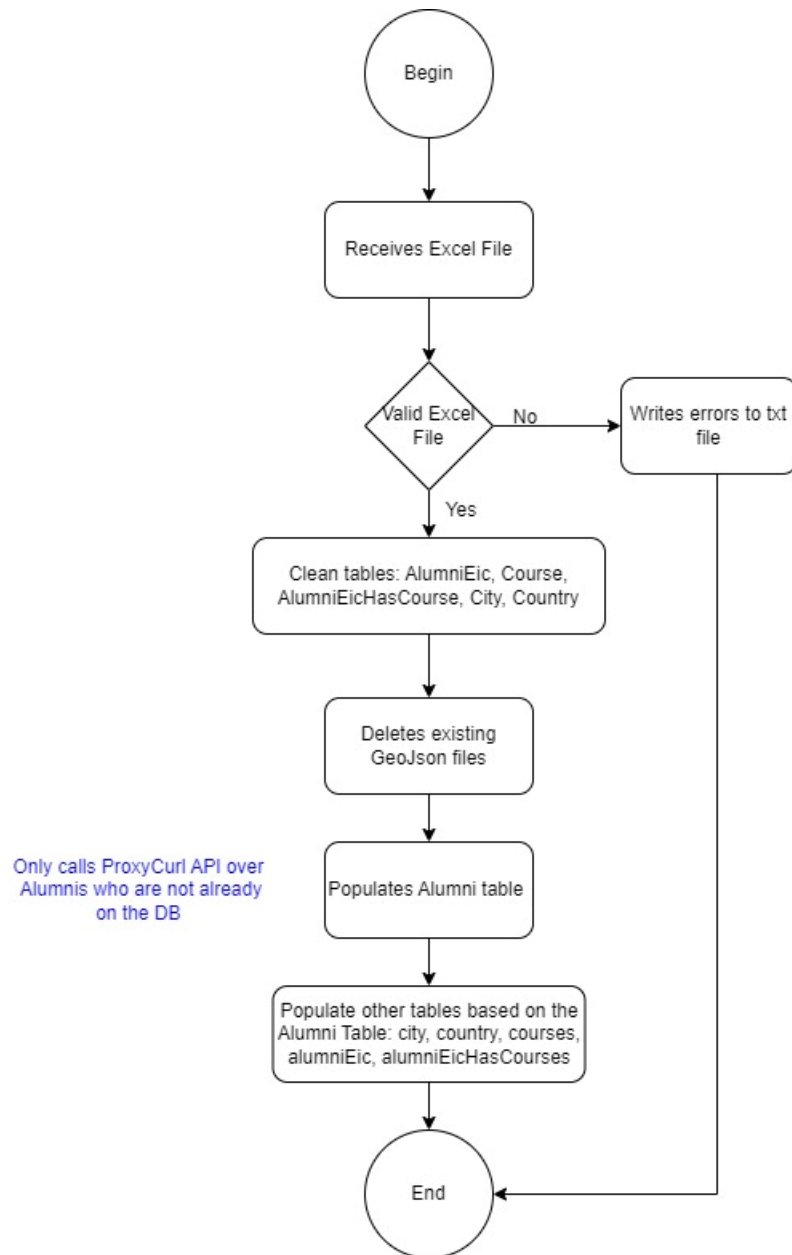 Begin
Receives Excel File
Valid Excel
File
No
Writes errors to txt
file
Yes
Clean tables: AlumniEic, Course,
AlumniEicHasCourse, City, Country
Deletes existing
GeoJson files
Only calls ProxyCurl API over
Alumnis who are not already
on the DB
Populates Alumni table
Populate other tables based on the
Alumni Table: city, country, courses,
alumniEic, alumniEicHasCourses
End